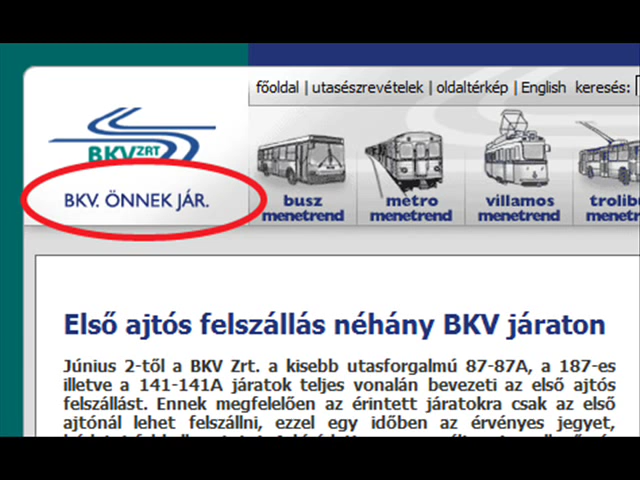 főoldal | utasészrevételek | oldaltérkép | English keresés:
BKV ZRT
BKV. ÖNNEK JÁR.
busz
menetrend
metro
menetrend
villamos
menetrend
Első ajtós felszállás néhány BKV járaton
Június 2-től a BKV Zrt. a kisebb utasforgalmú 87-87A, a 187-es
illetve a 141-141A járatok teljes vonalán bevezeti az első ajtós
felszállást. Ennek megfelelően az érintett járatokra csak az első
ajtónál lehet felszállni, ezzel egy időben az érvényes jegyet,